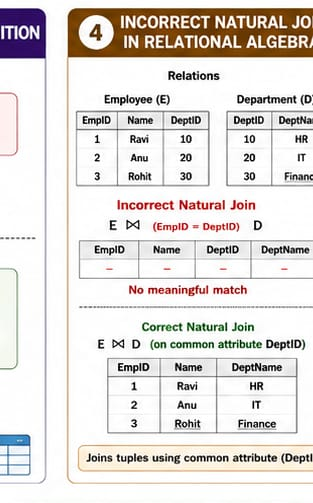 ITION
4 INCORRECT NATURAL JOI
IN RELATIONAL ALGEBRA
Relations
Employee (E) Department (D)
EmpID Name DeptID DeptNam
1 Ravi 10 10 HR
2 Anu 20 20 IT
3 Rohit 30 30 Financ
Incorrect Natural Join
E ⋈ (EmpID = DeptID) D
EmpID Name DeptID DeptName
– – – –
No meaningful match
Correct Natural Join
E ⋈ D (on common attribute DeptID)
EmpID Name DeptName
1 Ravi HR
2 Anu IT
3 Rohit Finance
Joins tuples using common attribute (DeptI